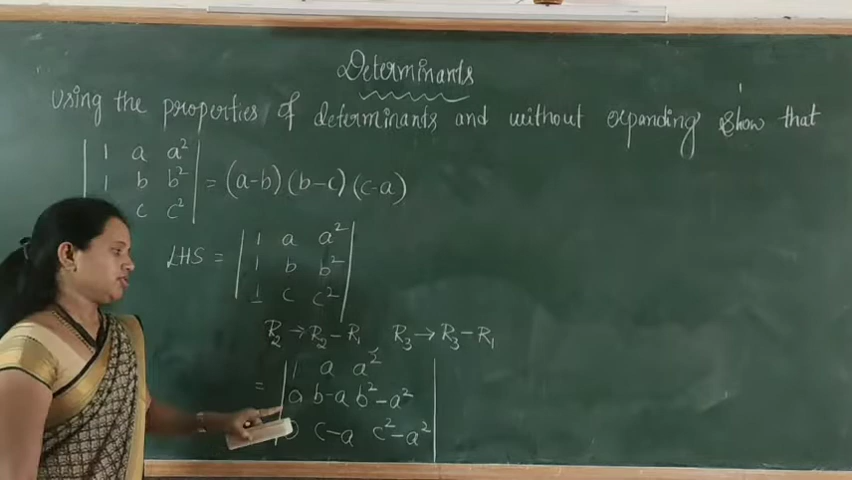 Determinants
Using the properties of determinants and without expanding show that
| 1 a a² |
| 1 b b² | = (a-b) (b-c) (c-a)
c c² |
LHS = | 1 a a² |
| 1 b b² |
| 1 c c² |
R₂ → R₂ - R₁ R₃ → R₃ - R₁
= | 1 a a² |
| 0 b-a b² - a² |
| 0 c-a c² - a² |